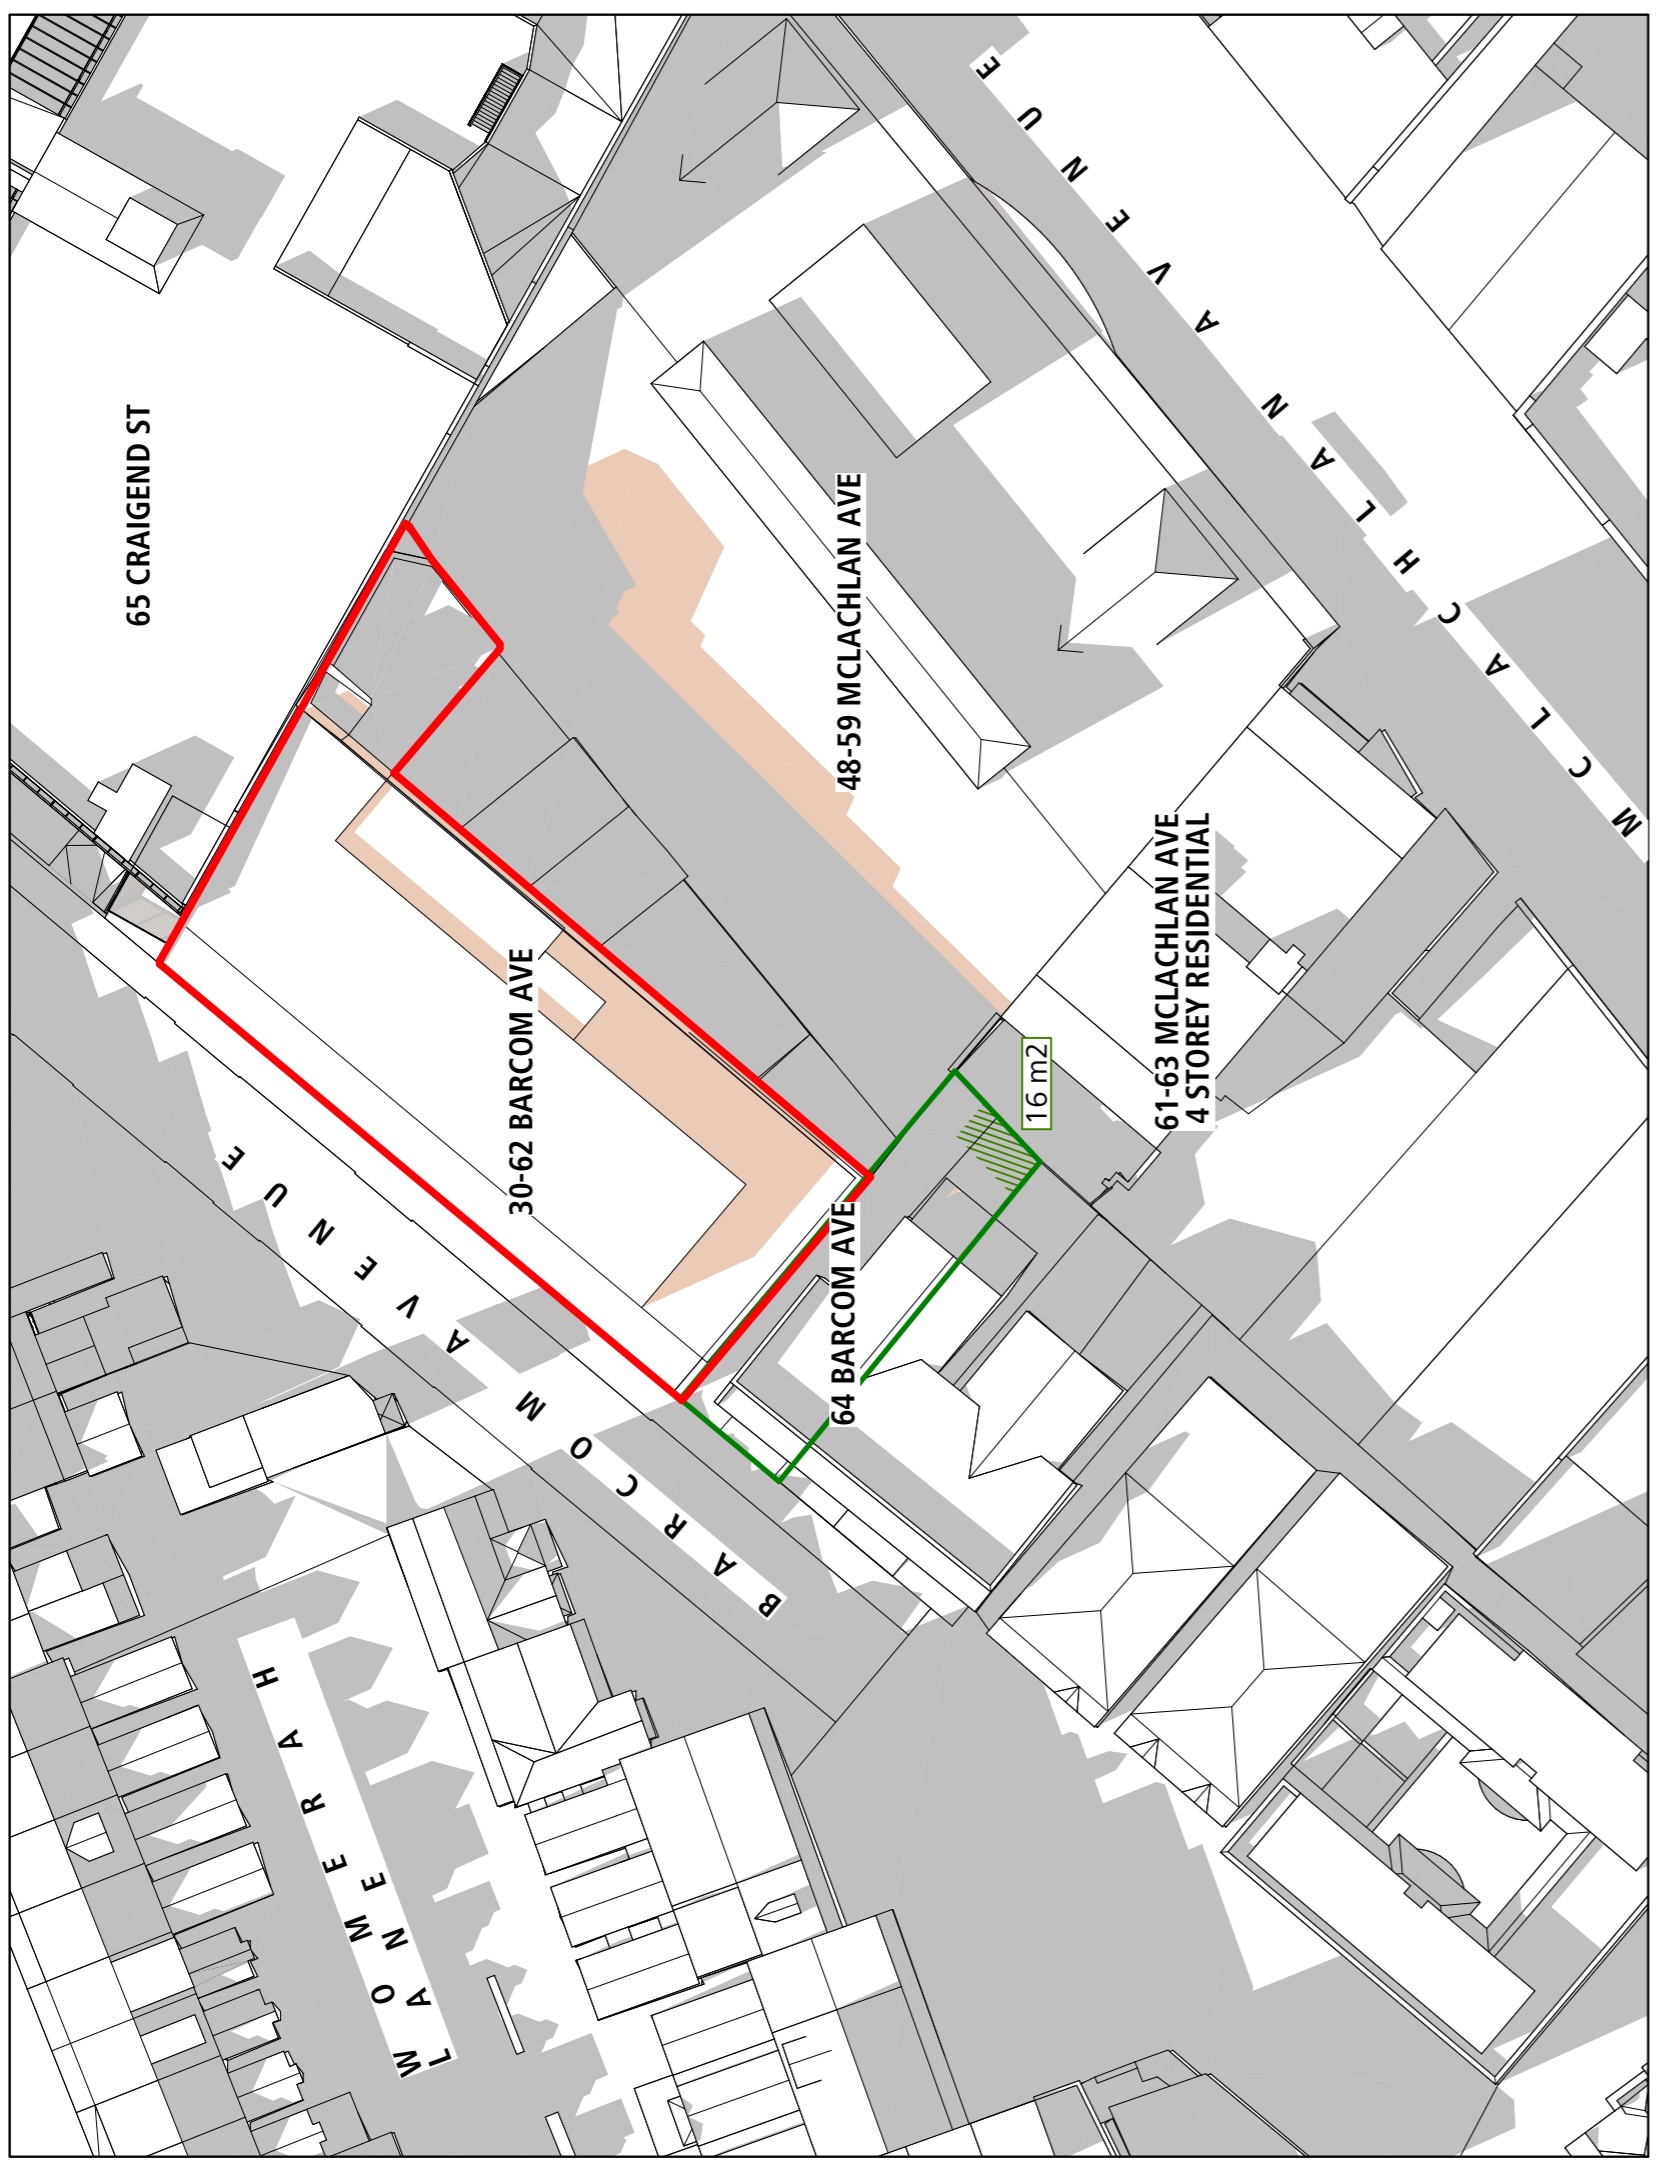 65 CRAIGEND ST
MCLACHLAN AVENUE
48-59 MCLACHLAN AVE
30-62 BARCOM AVE
BARCOM AVENUE
16 m2
61-63 MCLACHLAN AVE
4 STOREY RESIDENTIAL
64 BARCOM AVE
WOMERAH
LANE